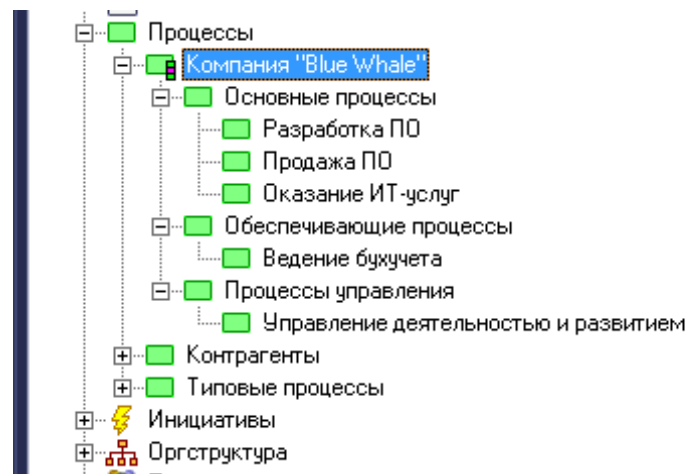 Процессы
Компания "Blue Whale"
Основные процессы
Разработка ПО
Продажа ПО
Оказание ИТ-услуг
Обеспечивающие процессы
Ведение бухучета
Процессы управления
Управление деятельностью и развитием
Контрагенты
Типовые процессы
Инициативы
Оргструктура